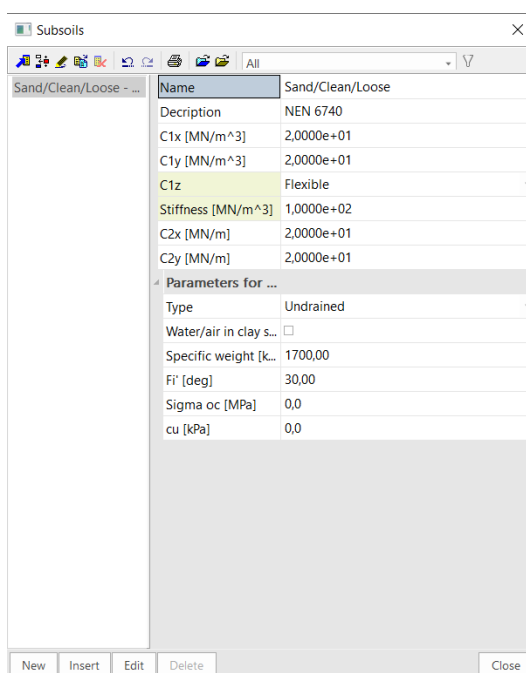 Subsoils
All
Sand/Clean/Loose - ...
Name Sand/Clean/Loose
Decription NEN 6740
C1x [MN/m^3] 2,0000e+01
C1y [MN/m^3] 2,0000e+01
C1z Flexible
Stiffness [MN/m^3] 1,0000e+02
C2x [MN/m] 2,0000e+01
C2y [MN/m] 2,0000e+01
Parameters for ...
Type Undrained
Water/air in clay s...
Specific weight [k... 1700,00
Fi' [deg] 30,00
Sigma oc [MPa] 0,0
cu [kPa] 0,0
New Insert Edit Delete Close